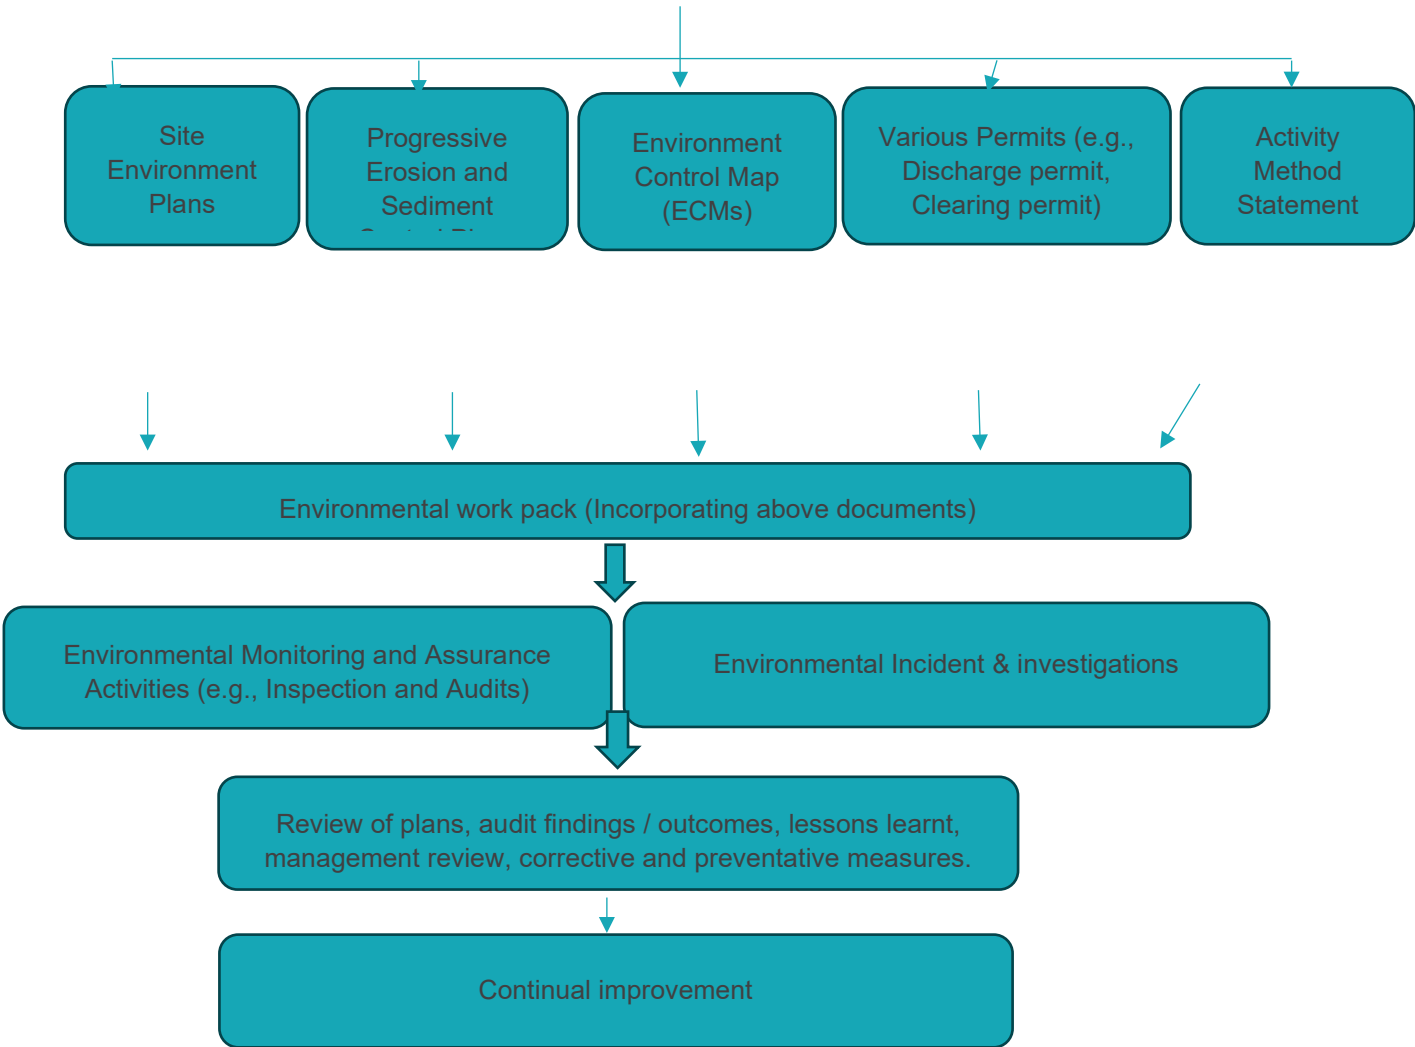 Site
Environment
Plans
Progressive
Erosion and
Sediment
Environment
Control Map
(ECMs)
Various Permits (e.g.,
Discharge permit,
Clearing permit)
Activity
Method
Statement
Environmental work pack (Incorporating above documents)
Environmental Monitoring and Assurance
Activities (e.g., Inspection and Audits)
Environmental Incident & investigations
Review of plans, audit findings / outcomes, lessons learnt,
management review, corrective and preventative measures.
Continual improvement